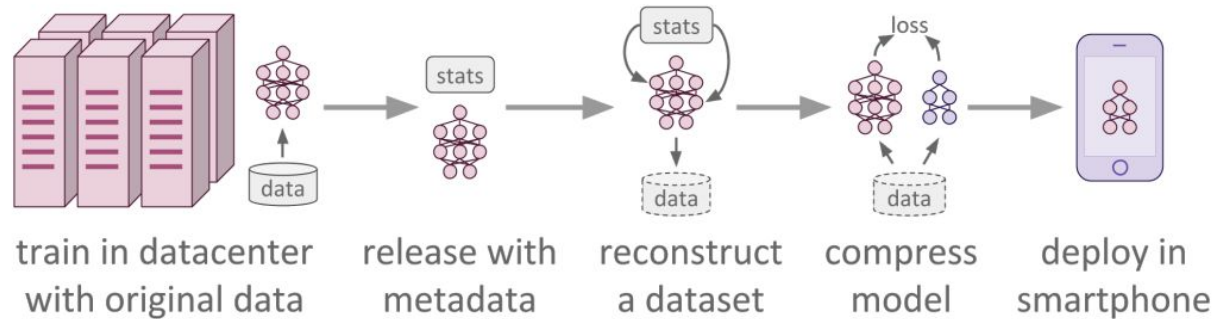 data
train in datacenter
with original data
stats
release with
metadata
stats
data
reconstruct
a dataset
loss
data
compress
model
deploy in
smartphone